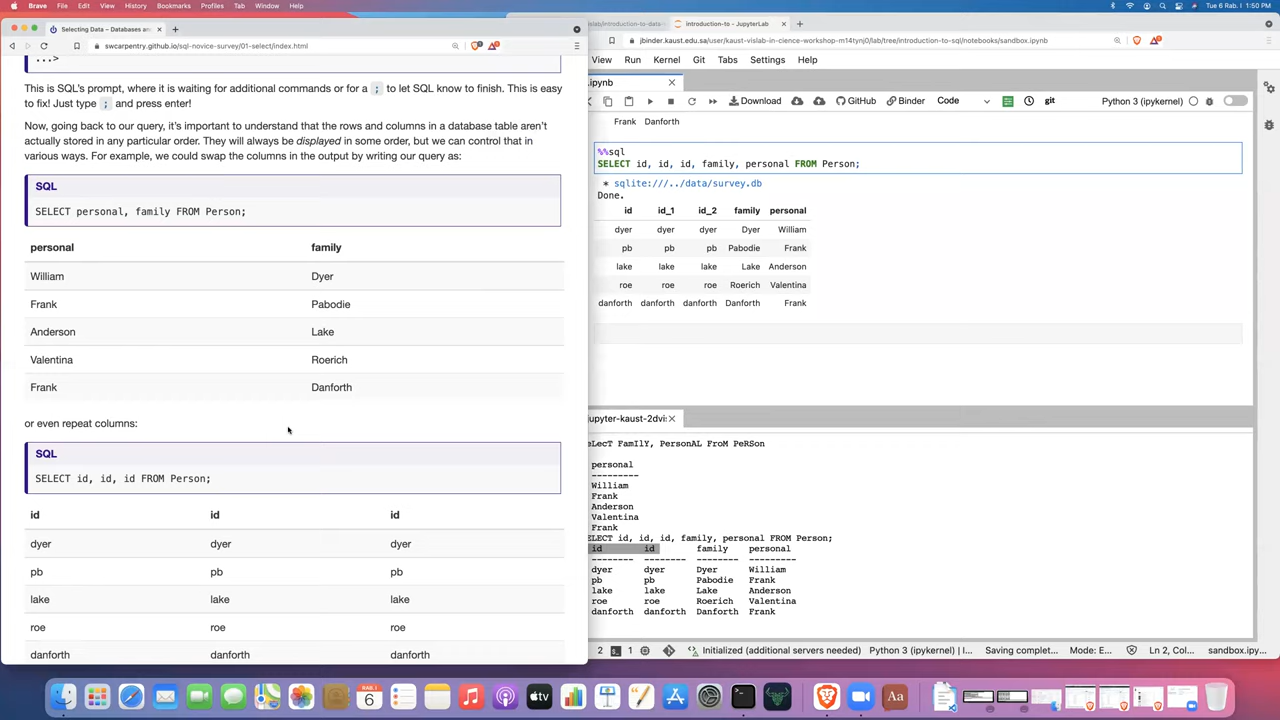 Brave File Edit View History Bookmarks Profiles Tab Window Help
Tue 6 Rab. I 1:50 PM
Selecting Data – Databases and
swcarpentry.github.io/sql-novice-survey/01-select/index.html
...>
This is SQL's prompt, where it is waiting for additional commands or for a ; to let SQL know to finish. This is easy
to fix! Just type ; and press enter!
Now, going back to our query, it's important to understand that the rows and columns in a database table aren't
actually stored in any particular order. They will always be displayed in some order, but we can control that in
various ways. For example, we could swap the columns in the output by writing our query as:
SQL
SELECT personal, family FROM Person;
personal family
William Dyer
Frank Pabodie
Anderson Lake
Valentina Roerich
Frank Danforth
or even repeat columns:
SQL
SELECT id, id, id FROM Person;
id id id
dyer dyer dyer
pb pb pb
lake lake lake
roe roe roe
danforth danforth danforth
vislab/introduction-to-data-
introduction-to - JupyterLab
jbinder.kaust.edu.sa/user/kaust-vislab-in-cience-workshop-m14tynj0/lab/tree/introduction-to-sql/notebooks/sandbox.ipynb
View Run Kernel Git Tabs Settings Help
.ipynb
Download GitHub Binder Code git Python 3 (ipykernel)
Frank Danforth
%%sql
SELECT id, id, id, family, personal FROM Person;
* sqlite:///../data/survey.db
Done.
id id_1 id_2 family personal
dyer dyer dyer Dyer William
pb pb pb Pabodie Frank
lake lake lake Lake Anderson
roe roe roe Roerich Valentina
danforth danforth danforth Danforth Frank
jupyter-kaust-2dvis
eLecT FamIlY, PersonAL FroM PeRSon
personal
---------
William
Frank
Anderson
Valentina
Frank
ELECT id, id, id, family, personal FROM Person;
id id family personal
-------- -------- -------- ---------
dyer dyer Dyer William
pb pb Pabodie Frank
lake lake Lake Anderson
roe roe Roerich Valentina
danforth danforth Danforth Frank
2 1 Initialized (additional servers needed) Python 3 (ipykernel) | I... Saving complet... Mode: E... Ln 2, Col... sandbox.ipy...
RAB. I
6
tv
Aa